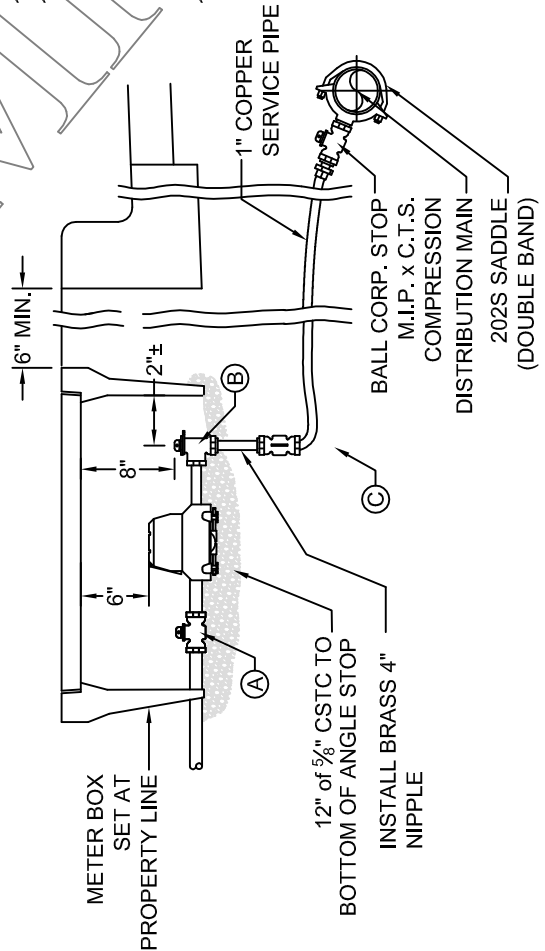 6" MIN.
2"±
8"
6"
METER BOX
SET AT
PROPERTY LINE
A
B
C
12" of 5/8" CSTC TO
BOTTOM OF ANGLE STOP
INSTALL BRASS 4"
NIPPLE
1" COPPER
SERVICE PIPE
BALL CORP. STOP
M.I.P. x C.T.S.
COMPRESSION
DISTRIBUTION MAIN
202S SADDLE
(DOUBLE BAND)